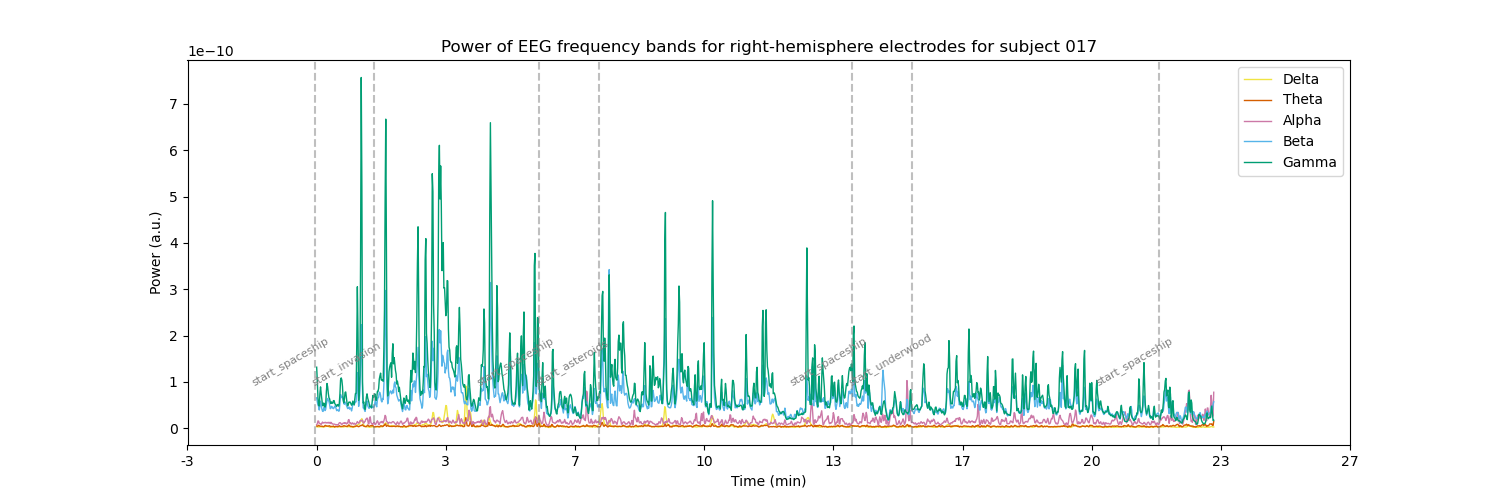 Power of EEG frequency bands for right-hemisphere electrodes for subject 017
1e−10
Delta
Theta
Alpha
Beta
Gamma
7
6
5
4
3
2
1
0
Power (a.u.)
start_spaceship
start_invasion
start_spaceship
start_asteroids
start_spaceship
start_underwood
start_spaceship
-3
0
3
7
10
13
17
20
23
27
Time (min)